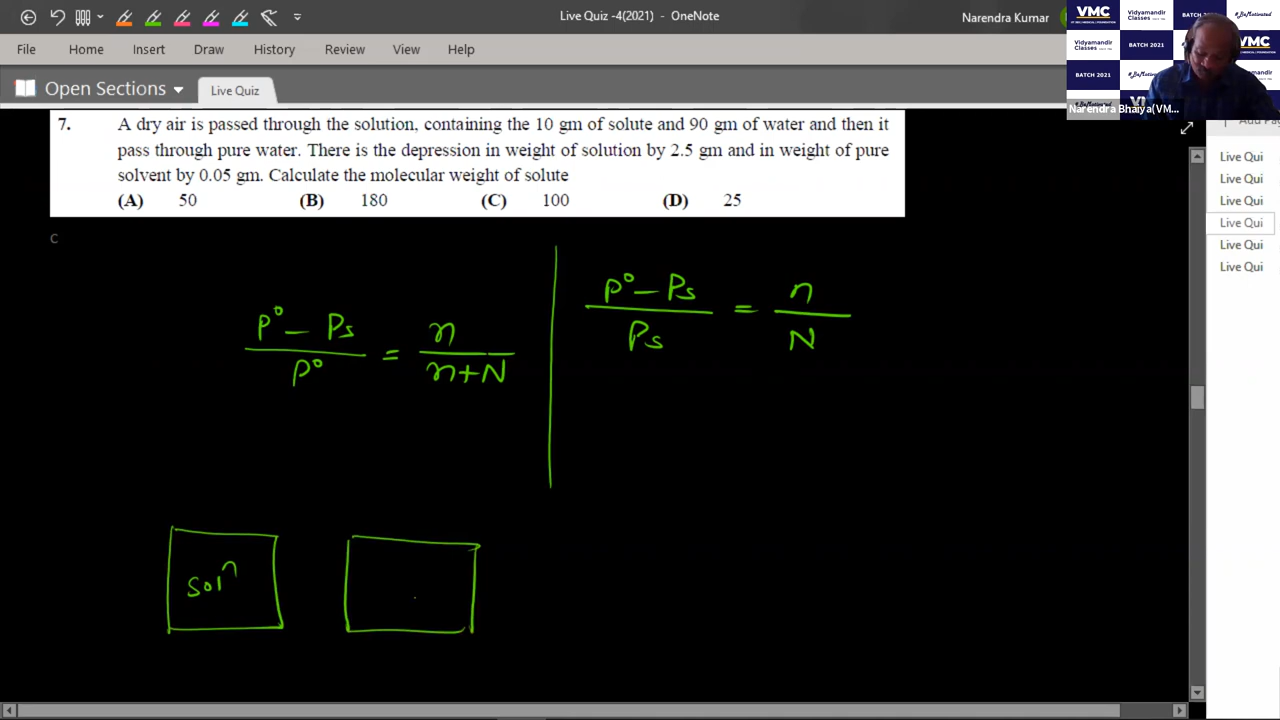 Live Quiz -4(2021) - OneNote
Narendra Kumar
File Home Insert Draw History Review View Help
Open Sections
Live Quiz
7. A dry air is passed through the solution, containing the 10 gm of solute and 90 gm of water and then it
pass through pure water. There is the depression in weight of solution by 2.5 gm and in weight of pure
solvent by 0.05 gm. Calculate the molecular weight of solute
(A) 50 (B) 180 (C) 100 (D) 25
C
P° - Ps / P° = n / n+N
P° - Ps / Ps = n / N
Solⁿ
VMC
Vidyamandir
Classes
BATCH 2021
#BeMotivated
Narendra Bhaiya(VM...
Live Qui
Live Qui
Live Qui
Live Qui
Live Qui
Live Qui